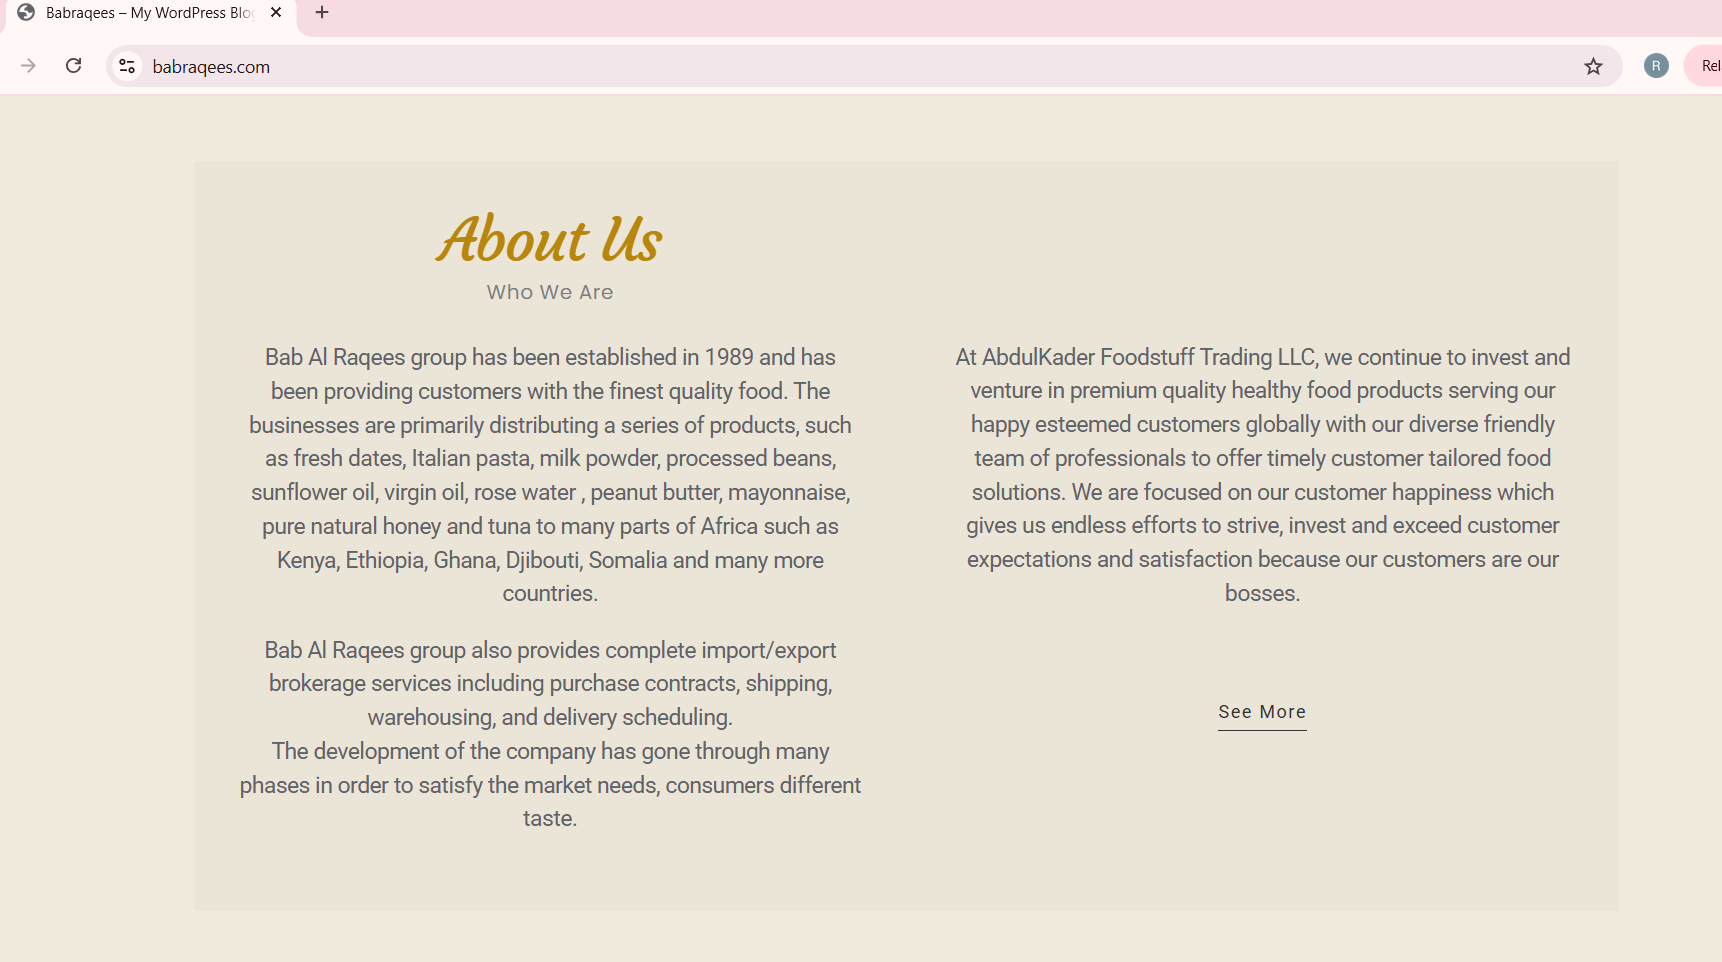 Babraqees – My WordPress Blo
babraqees.com
R
Rel
About Us
Who We Are
Bab Al Raqees group has been established in 1989 and has
been providing customers with the finest quality food. The
businesses are primarily distributing a series of products, such
as fresh dates, Italian pasta, milk powder, processed beans,
sunflower oil, virgin oil, rose water , peanut butter, mayonnaise,
pure natural honey and tuna to many parts of Africa such as
Kenya, Ethiopia, Ghana, Djibouti, Somalia and many more
countries.
Bab Al Raqees group also provides complete import/export
brokerage services including purchase contracts, shipping,
warehousing, and delivery scheduling.
The development of the company has gone through many
phases in order to satisfy the market needs, consumers different
taste.
At AbdulKader Foodstuff Trading LLC, we continue to invest and
venture in premium quality healthy food products serving our
happy esteemed customers globally with our diverse friendly
team of professionals to offer timely customer tailored food
solutions. We are focused on our customer happiness which
gives us endless efforts to strive, invest and exceed customer
expectations and satisfaction because our customers are our
bosses.
See More